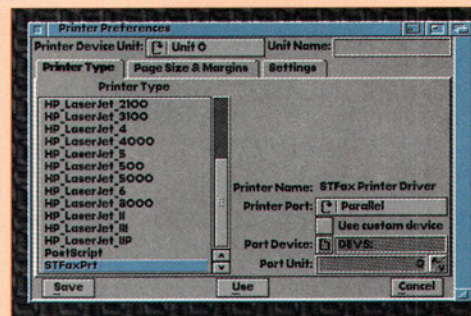 Printer Preferences
Printer Device Unit: Unit 0 Unit Name:
Printer Type Page Size & Margins Settings
Printer Type
HP_LaserJet_2100
HP_LaserJet_3100
HP_LaserJet_4
HP_LaserJet_4000
HP_LaserJet_5
HP_LaserJet_500
HP_LaserJet_5000
HP_LaserJet_6
HP_LaserJet_8000
HP_LaserJet_II
HP_LaserJet_III
HP_LaserJet_IIP
PostScript
STFaxPrt
Printer Name: STFax Printer Driver
Printer Port: Parallel
Use custom device
Port Device: DEVS:
Port Unit: 0
Save Use Cancel